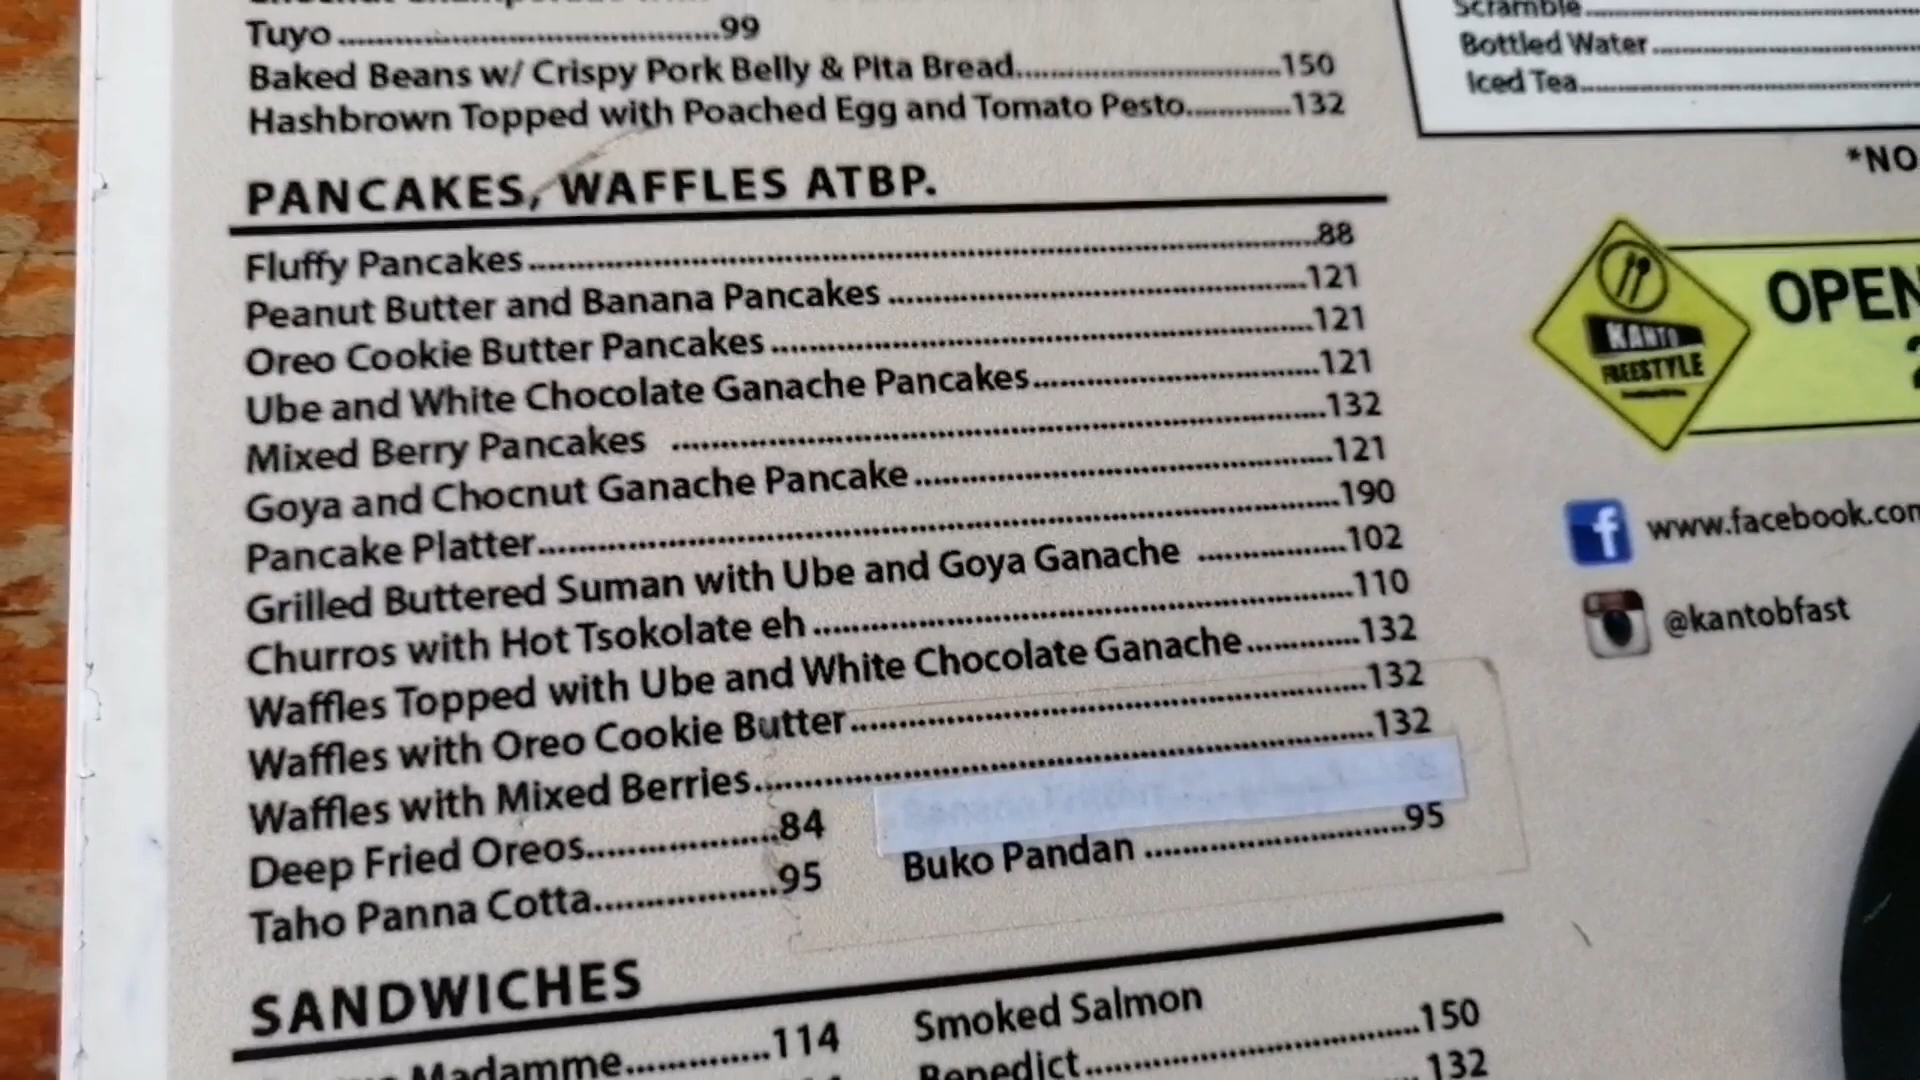 Tuyo....................................99
Baked Beans w/ Crispy Pork Belly & Pita Bread.........................150
Hashbrown Topped with Poached Egg and Tomato Pesto..........132
PANCAKES, WAFFLES ATBP.
Fluffy Pancakes....................88
Peanut Butter and Banana Pancakes....................121
Oreo Cookie Butter Pancakes....................121
Ube and White Chocolate Ganache Pancakes....................121
Mixed Berry Pancakes ....................132
Goya and Chocnut Ganache Pancake....................121
Pancake Platter....................190
Grilled Buttered Suman with Ube and Goya Ganache ..............102
Churros with Hot Tsokolate eh....................110
Waffles Topped with Ube and White Chocolate Ganache..........132
Waffles with Oreo Cookie Butter....................132
Waffles with Mixed Berries....................132
Deep Fried Oreos....................84
Taho Panna Cotta..................95
Buko Pandan ....................95
SANDWICHES
Madamme.............114
Smoked Salmon
Benedict....................150
132
Scramble
Bottled Water
Iced Tea
*NO
KANTO
FREESTYLE
OPEN
www.facebook.com
@kantobfast